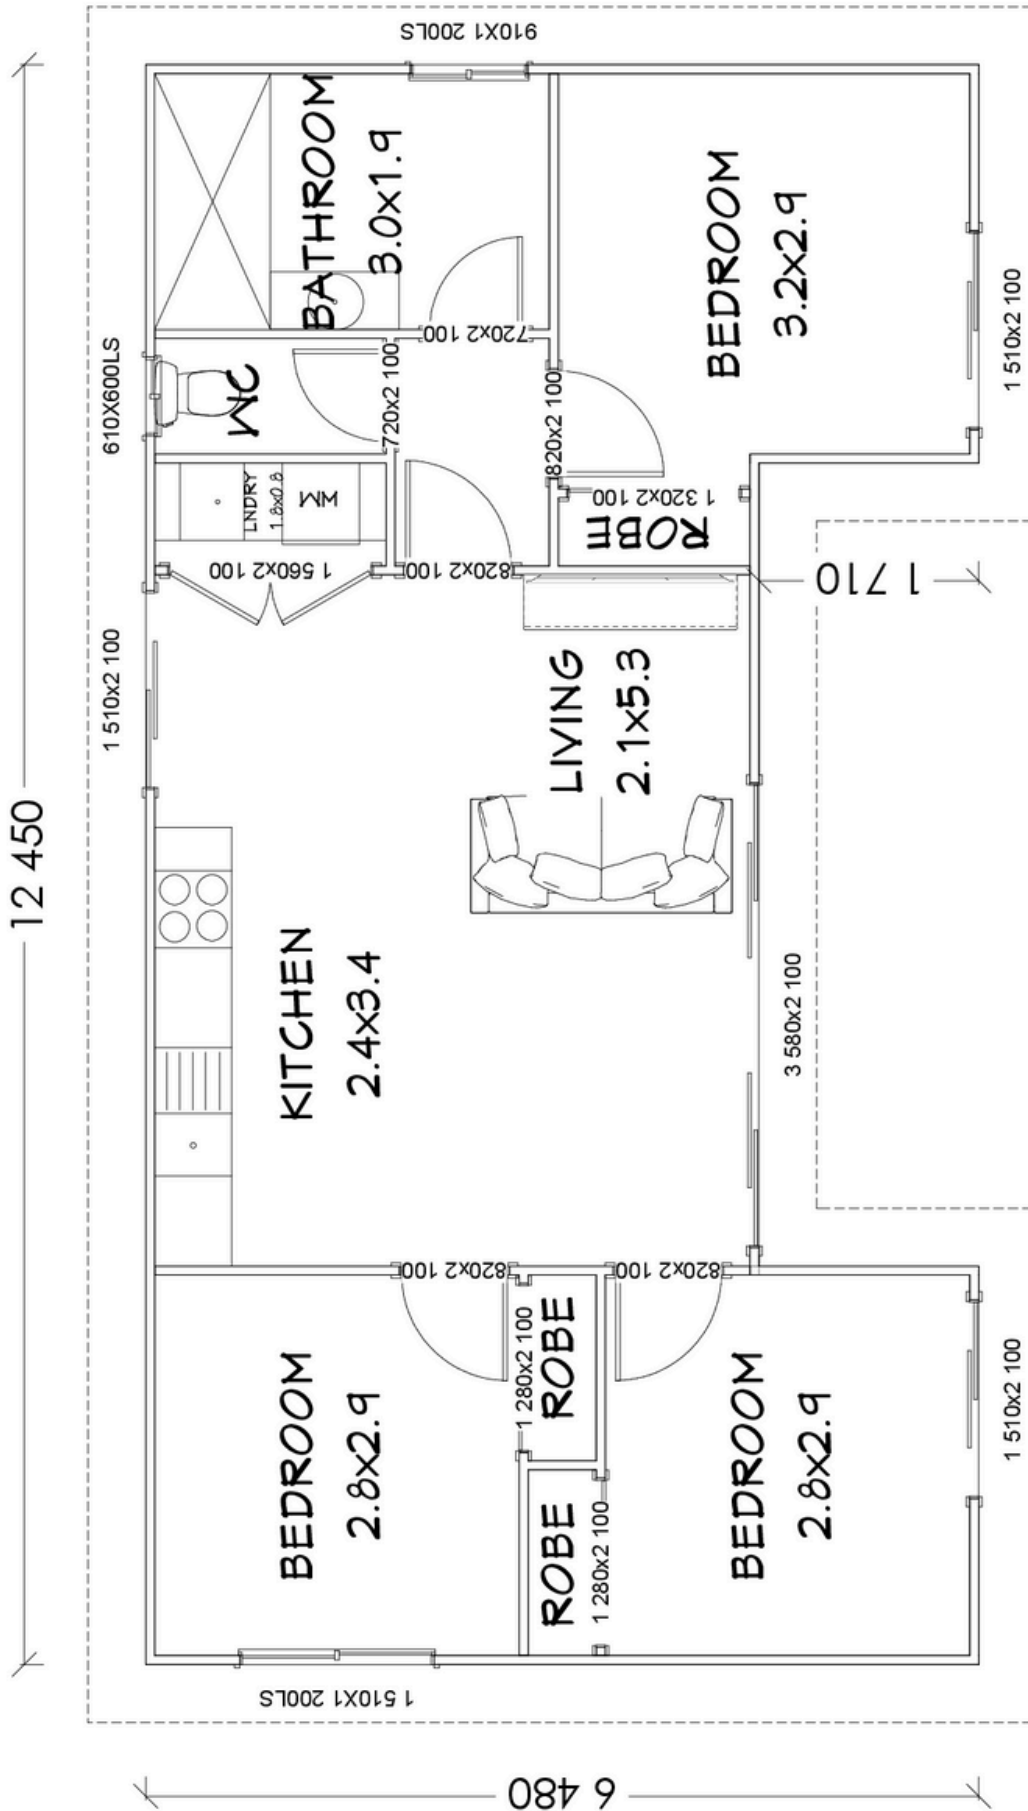 910X1 200LS
12 450
BATHROOM
3.0x1.9
BEDROOM
3.2x2.9
1 510x2 100
610X600LS
WC
720x2 100
720x2 100
820x2 100
LNDRY
1.8x0.8
WM
1 320x2 100
ROBE
1 560x2 100
820x2 100
1 710
1 510x2 100
LIVING
2.1x5.3
KITCHEN
2.4x3.4
3 580x2 100
820x2 100
820x2 100
BEDROOM
2.8x2.9
1 280x2 100
ROBE
ROBE
1 280x2 100
BEDROOM
2.8x2.9
1 510x2 100
1 510X1 200LS
6 480